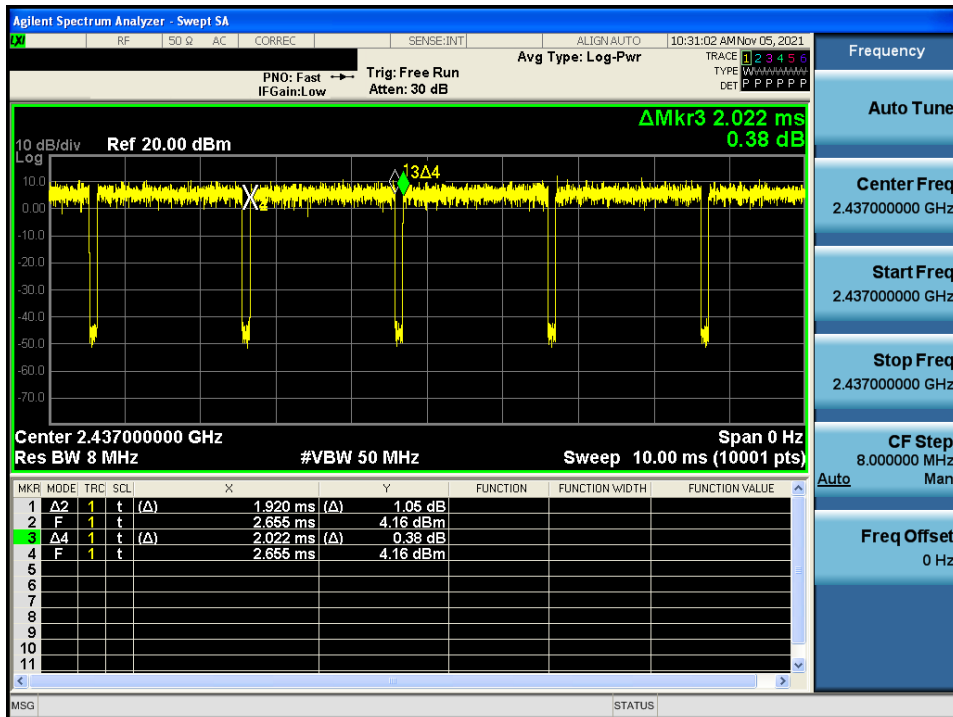 Agilent Spectrum Analyzer - Swept SA
LXI RF 50 Ω AC CORREC SENSE:INT ALIGN AUTO 10:31:02 AM Nov 05, 2021
Frequency
Avg Type: Log-Pwr
TRACE 1 2 3 4 5 6
TYPE W
DET P P P P P P
PNO: Fast Trig: Free Run
IFGain:Low Atten: 30 dB
Auto Tune
ΔMkr3 2.022 ms
0.38 dB
10 dB/div Ref 20.00 dBm
Log
10.0
0.00
-10.0
-20.0
-30.0
-40.0
-50.0
-60.0
-70.0
1 3Δ4
Center 2.437000000 GHz Span 0 Hz
Res BW 8 MHz #VBW 50 MHz Sweep 10.00 ms (10001 pts)
Center Freq
2.437000000 GHz
Start Freq
2.437000000 GHz
Stop Freq
2.437000000 GHz
CF Step
8.000000 MHz
Auto Man
Freq Offset
0 Hz
MKR MODE TRC SCL X Y FUNCTION FUNCTION WIDTH FUNCTION VALUE
1 Δ2 1 t (Δ) 1.920 ms (Δ) 1.05 dB
2 F 1 t 2.655 ms 4.16 dBm
3 Δ4 1 t (Δ) 2.022 ms (Δ) 0.38 dB
4 F 1 t 2.655 ms 4.16 dBm
5
6
7
8
9
10
11
MSG STATUS